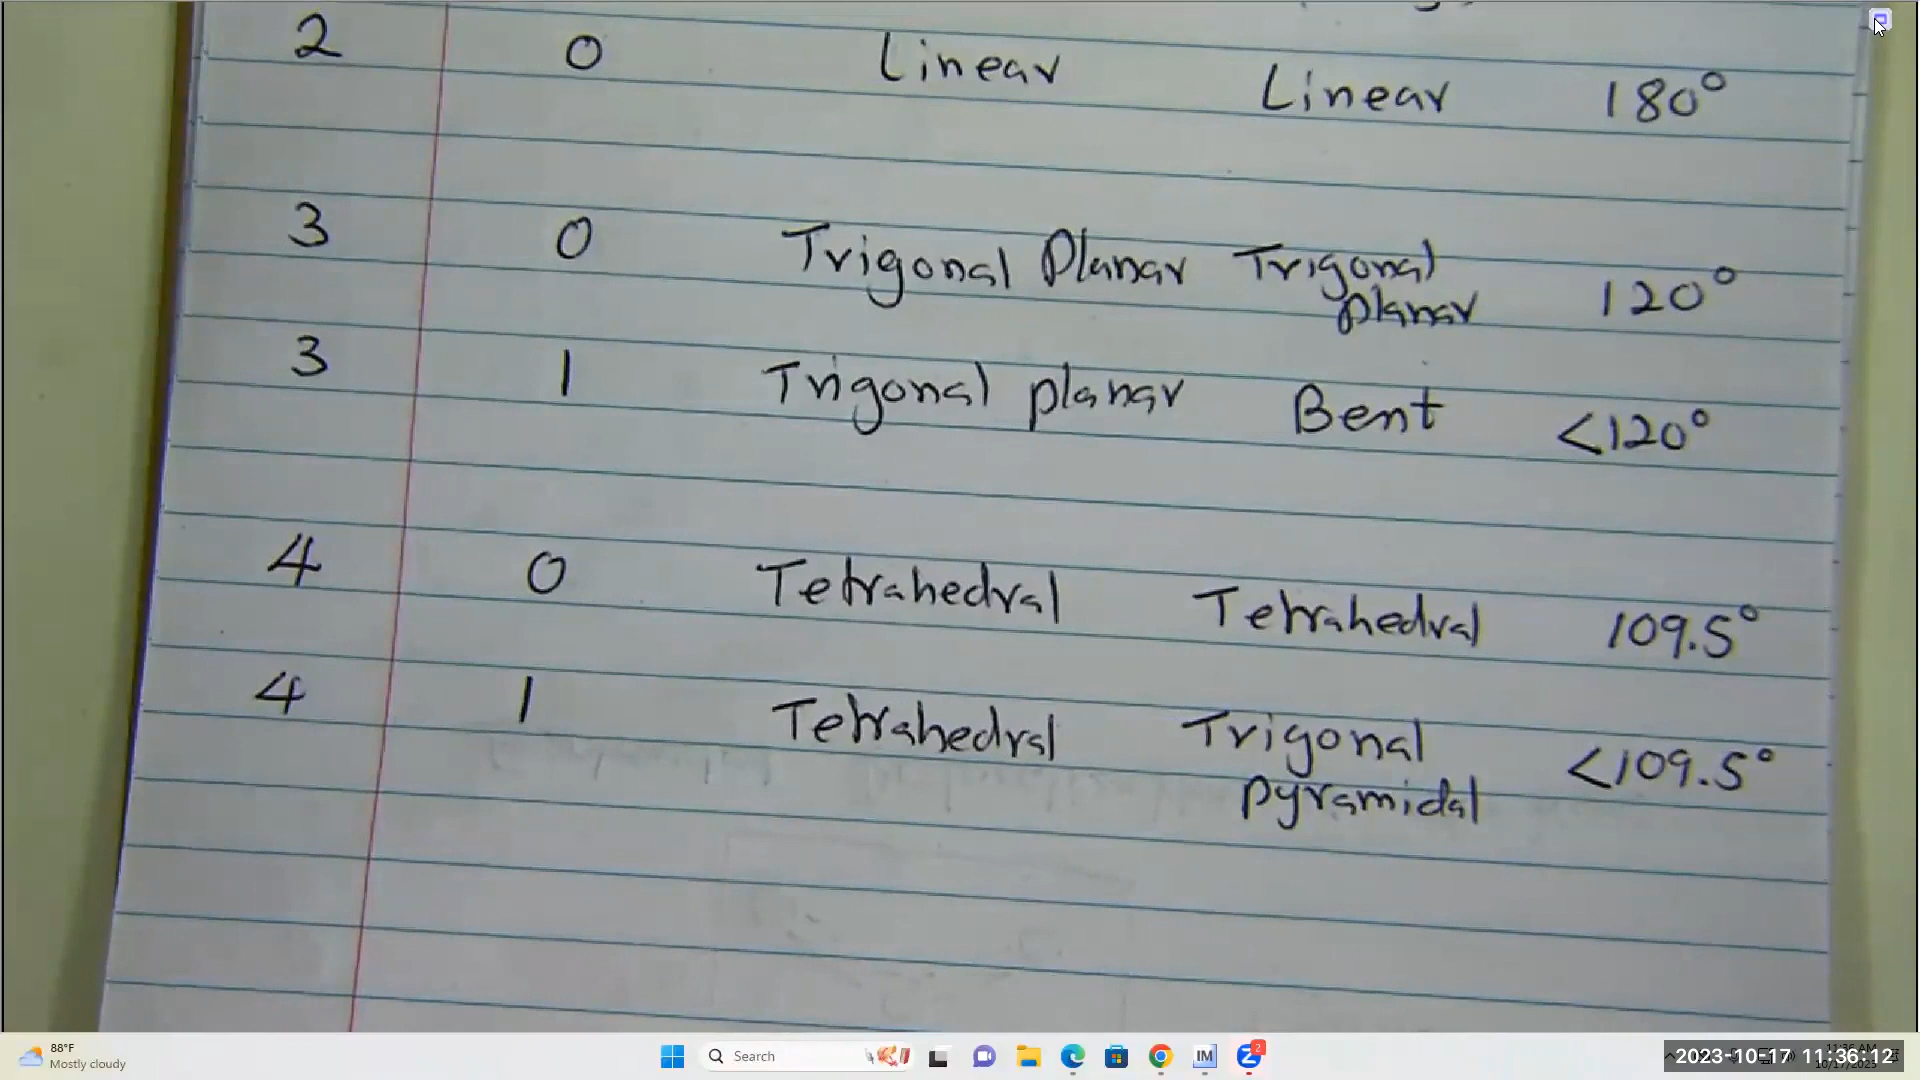 2 0 Linear Linear 180°
3 0 Trigonal Planar Trigonal planar 120°
3 1 Trigonal planar Bent <120°
4 0 Tetrahedral Tetrahedral 109.5°
4 1 Tetrahedral Trigonal pyramidal <109.5°
88°F
Mostly cloudy
Search
IM
Z
2
2023-10-17 11:36:12